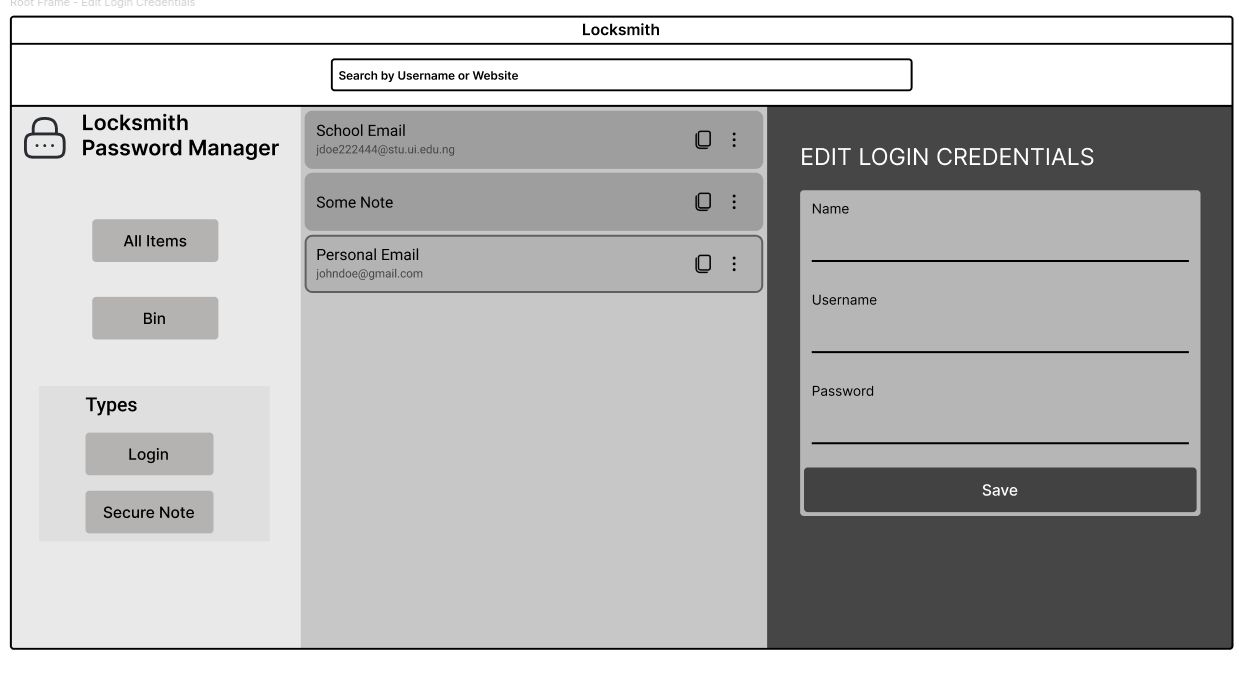 Root Frame - Edit Login Credentials
Locksmith
Search by Username or Website
Locksmith
Password Manager
All Items
Bin
Types
Login
Secure Note
School Email
jdoe222444@stu.ui.edu.ng
Some Note
Personal Email
johndoe@gmail.com
EDIT LOGIN CREDENTIALS
Name
Username
Password
Save